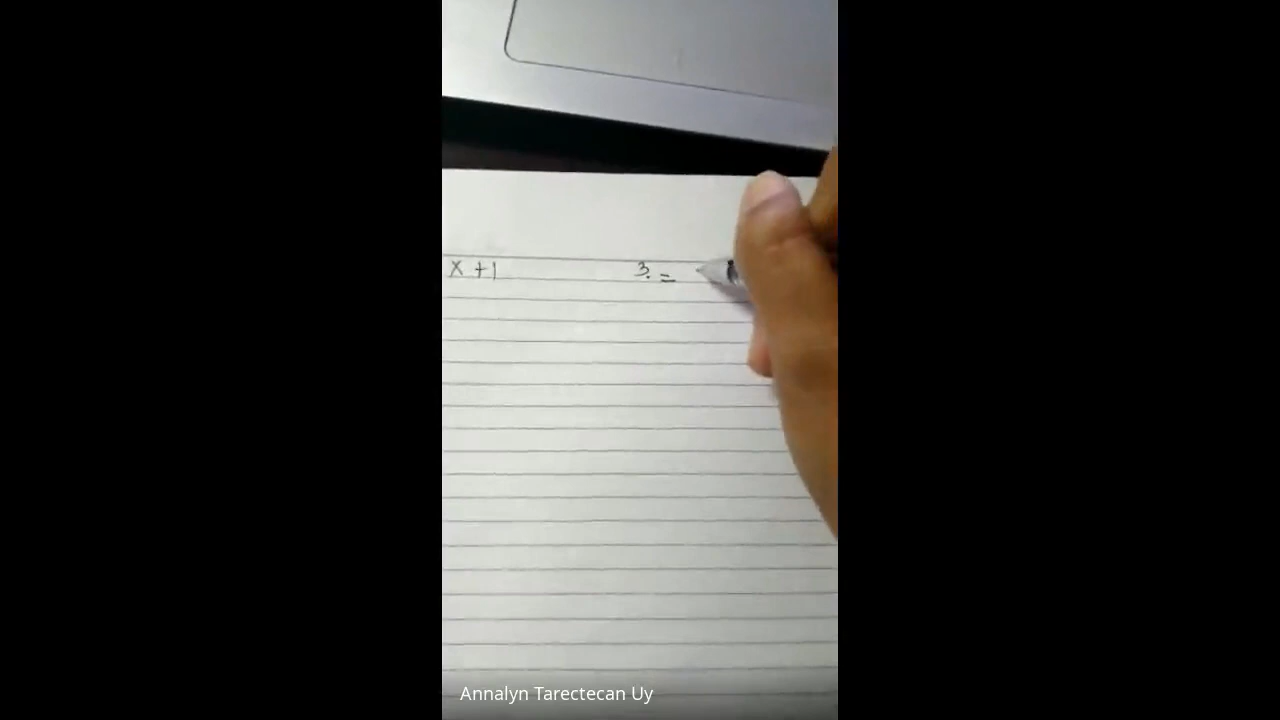 x + 1 3. =
Annalyn Tarectecan Uy